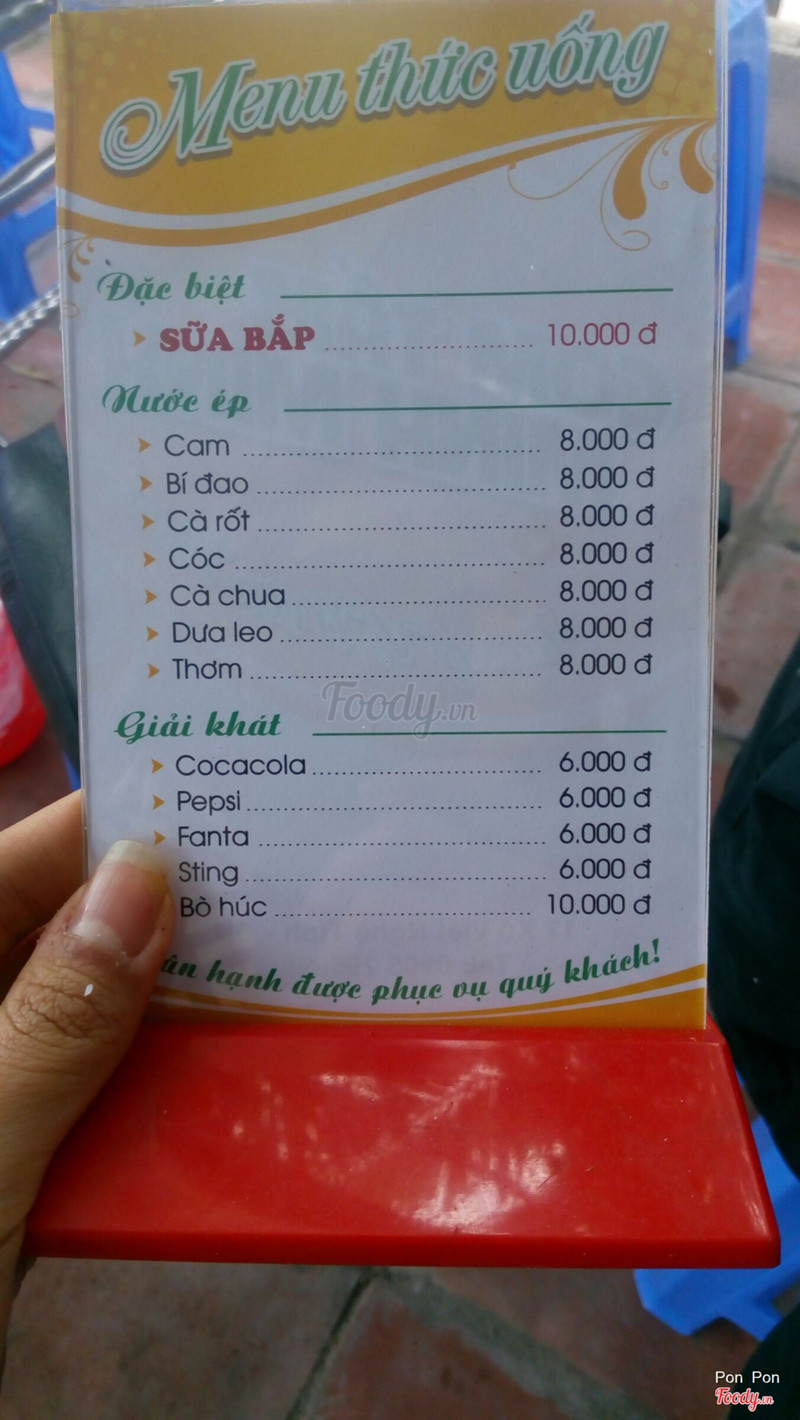 Menu thức uống
Đặc biệt
SỮA BẮP 10.000 đ
Nước ép
Cam 8.000 đ
Bí đao 8.000 đ
Cà rốt 8.000 đ
Cóc 8.000 đ
Cà chua 8.000 đ
Dưa leo 8.000 đ
Thơm 8.000 đ
Foody.vn
Giải khát
Cocacola 6.000 đ
Pepsi 6.000 đ
Fanta 6.000 đ
Sting 6.000 đ
Bò húc 10.000 đ
hạnh được phục vụ quý khách!
Pon Pon
Foody.vn